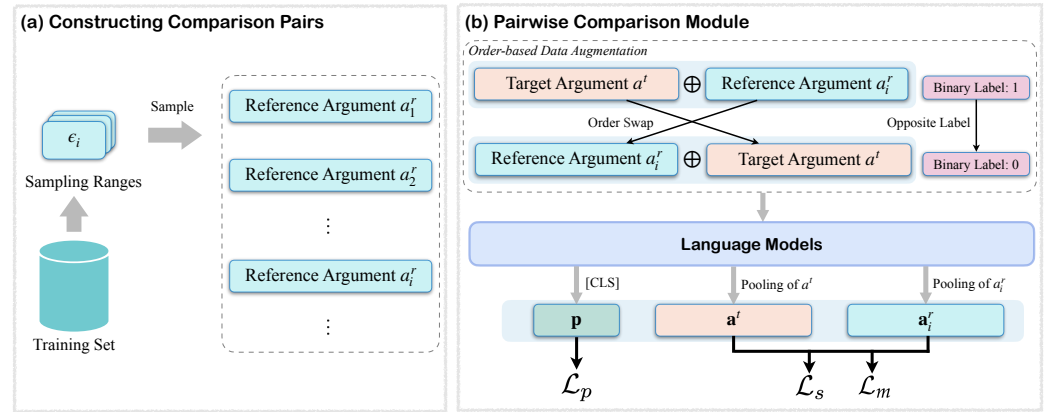 (a) Constructing Comparison Pairs
Sample
ϵ_i
Sampling Ranges
Training Set
Reference Argument a_1^r
Reference Argument a_2^r
⋮
Reference Argument a_i^r
⋮
(b) Pairwise Comparison Module
Order-based Data Augmentation
Target Argument a^t ⊕ Reference Argument a_i^r
Binary Label: 1
Order Swap
Opposite Label
Reference Argument a_i^r ⊕ Target Argument a^t
Binary Label: 0
Language Models
[CLS]
Pooling of a^t
Pooling of a_i^r
p
a^t
a_i^r
ℒ_p
ℒ_s
ℒ_m